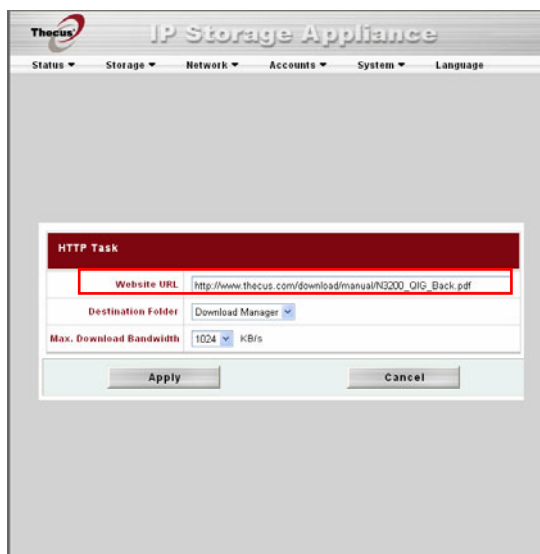 Thecus
IP Storage Appliance
Status Storage Network Accounts System Language
HTTP Task
Website URL http://www.thecus.com/download/manual/N3200_QIG_Back.pdf
Destination Folder Download Manager
Max. Download Bandwidth 1024 KB/s
Apply Cancel